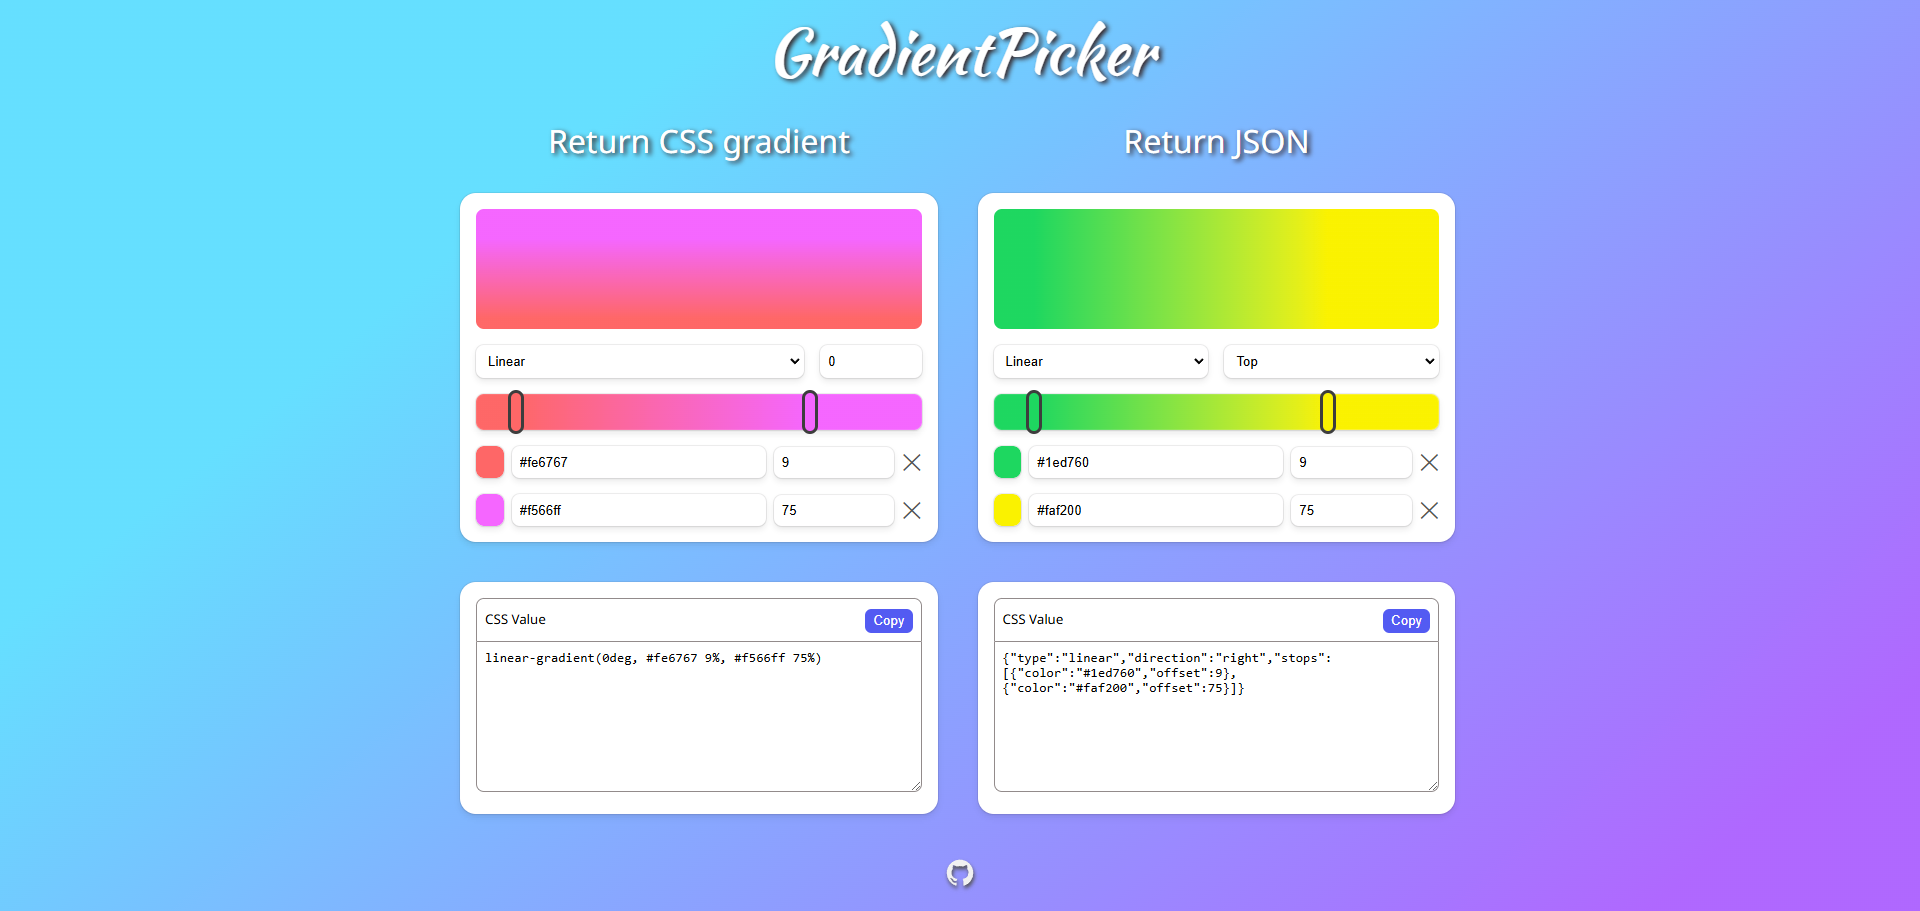 GradientPicker
Return CSS gradient
Return JSON
Linear
0
#fe6767
9
#f566ff
75
Linear
Top
#1ed760
9
#faf200
75
CSS Value
Copy
linear-gradient(0deg, #fe6767 9%, #f566ff 75%)
CSS Value
Copy
{"type":"linear","direction":"right","stops":
[{"color":"#1ed760","offset":9},
{"color":"#faf200","offset":75}]}